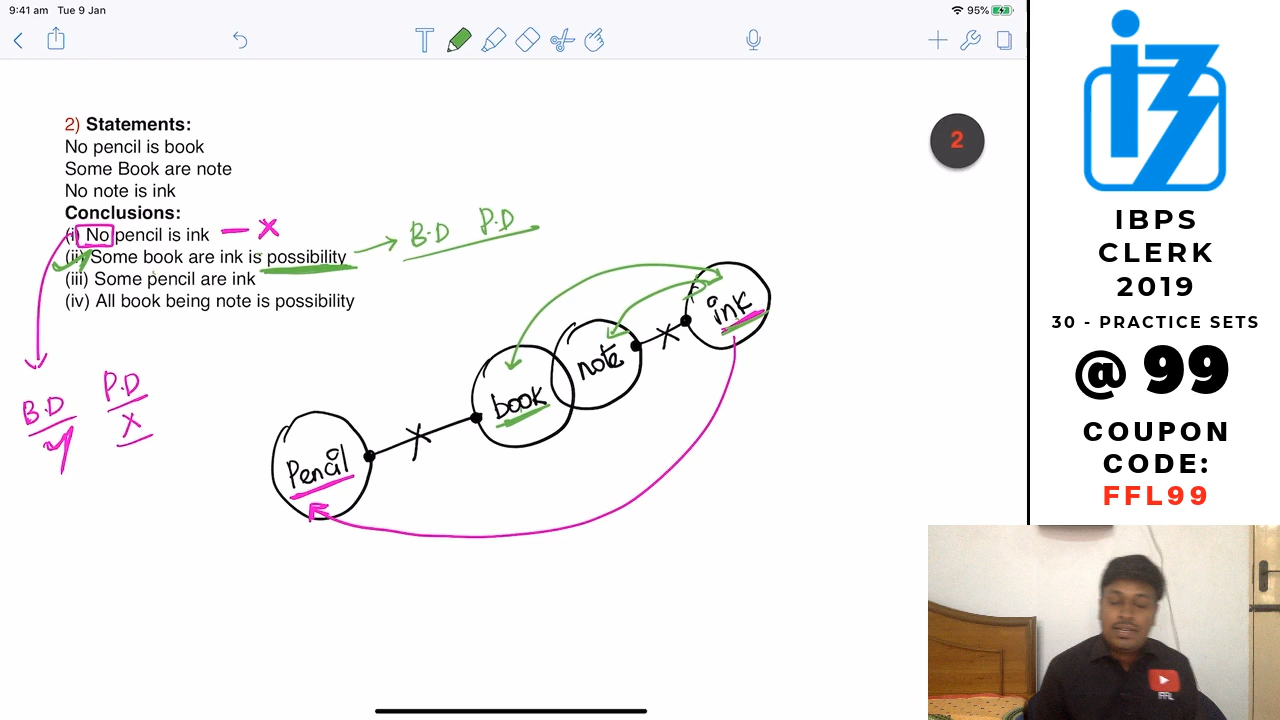 9:41 am Tue 9 Jan
95%
T
2) Statements:
No pencil is book
Some Book are note
No note is ink
Conclusions:
(i) No pencil is ink — x
(ii) Some book are ink is possibility → B.D P.D
(iii) Some pencil are ink
(iv) All book being note is possibility
2
B.D P.D
x
Pencil
book
note
ink
IBPS
CLERK
2019
30 - PRACTICE SETS
@ 99
COUPON
CODE:
FFL99
FFL